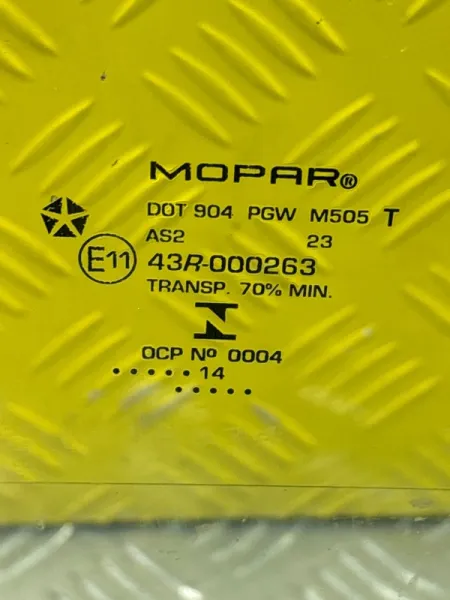 MOPAR®
DOT 904 PGW M505 T
AS2 23
E11 43R-000263
TRANSP. 70% MIN.
OCP Nº 0004
. . . . . 14
. . . . .